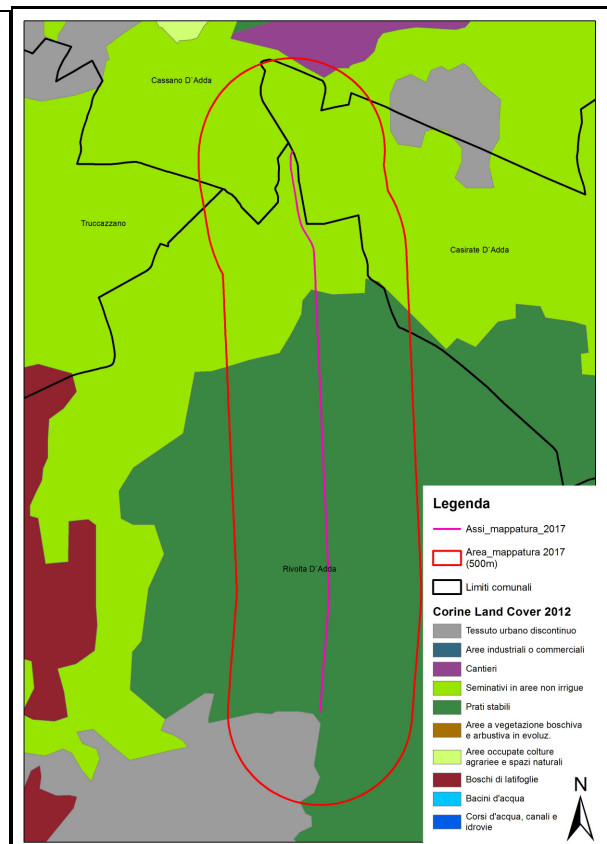 Cassano D`Adda
Truccazzano
Casirate D`Adda
Rivolta D`Adda
Legenda
Assi_mappatura_2017
Area_mappatura 2017
(500m)
Limiti comunali
Corine Land Cover 2012
Tessuto urbano discontinuo
Aree industriali o commerciali
Cantieri
Seminativi in aree non irrigue
Prati stabili
Aree a vegetazione boschiva
e arbustiva in evoluz.
Aree occupate colture
agrariee e spazi naturali
Boschi di latifoglie
Bacini d'acqua
Corsi d'acqua, canali e
idrovie
N